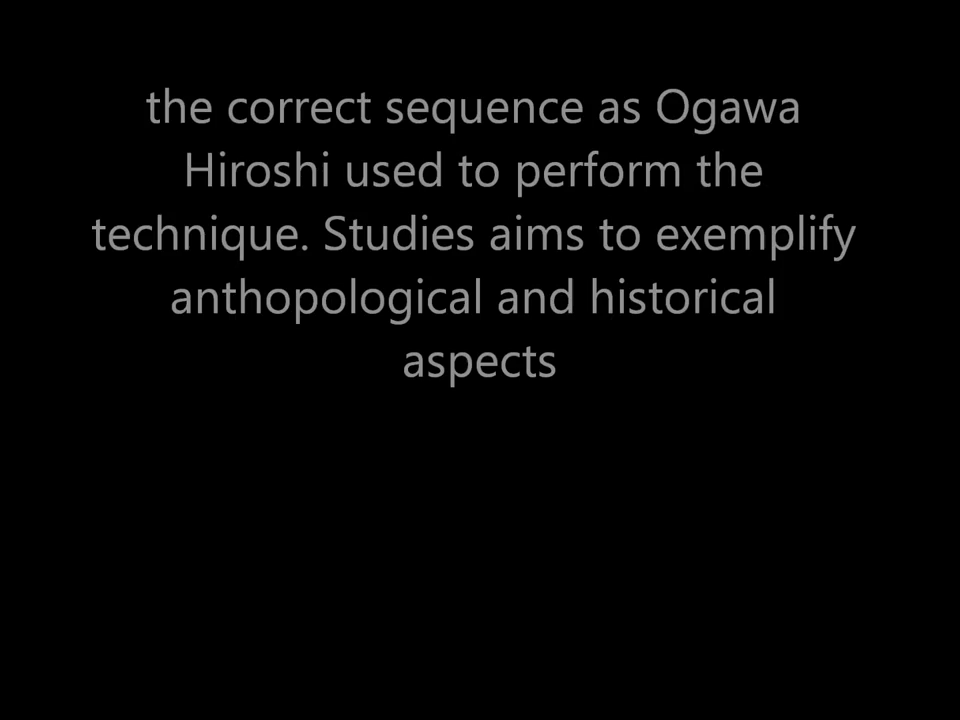 the correct sequence as Ogawa
Hiroshi used to perform the
technique. Studies aims to exemplify
anthopological and historical
aspects